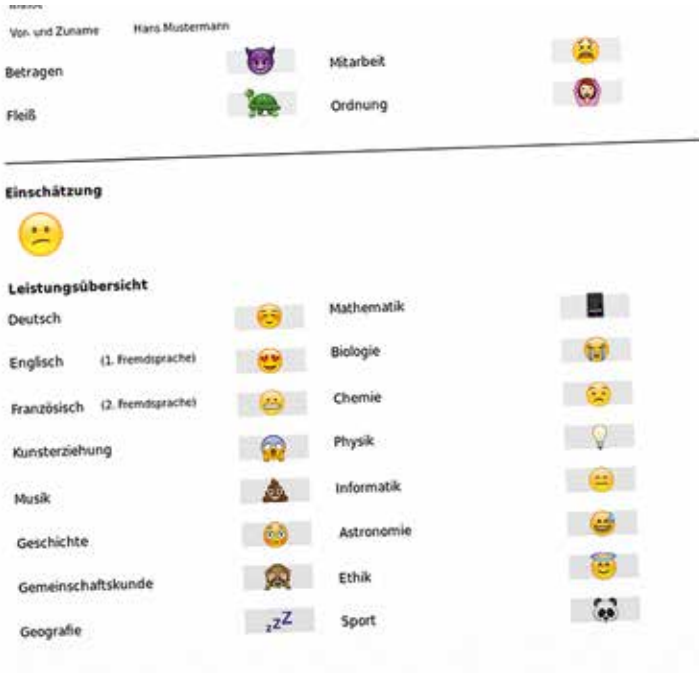 Vor- und Zuname Hans Mustermann
Betragen 😈 Mitarbeit 😫
Fleiß 🐢 Ordnung 🙆
Einschätzung
😕
Leistungsübersicht
Deutsch ☺️ Mathematik 📱
Englisch (1. Fremdsprache) 😍 Biologie 😭
Französisch (2. Fremdsprache) 😬 Chemie 😟
Kunsterziehung 😱 Physik 💡
Musik 💩 Informatik 😑
Geschichte 😳 Astronomie 😅
Gemeinschaftskunde 🙈 Ethik 😇
Geografie 💤 Sport 🐼